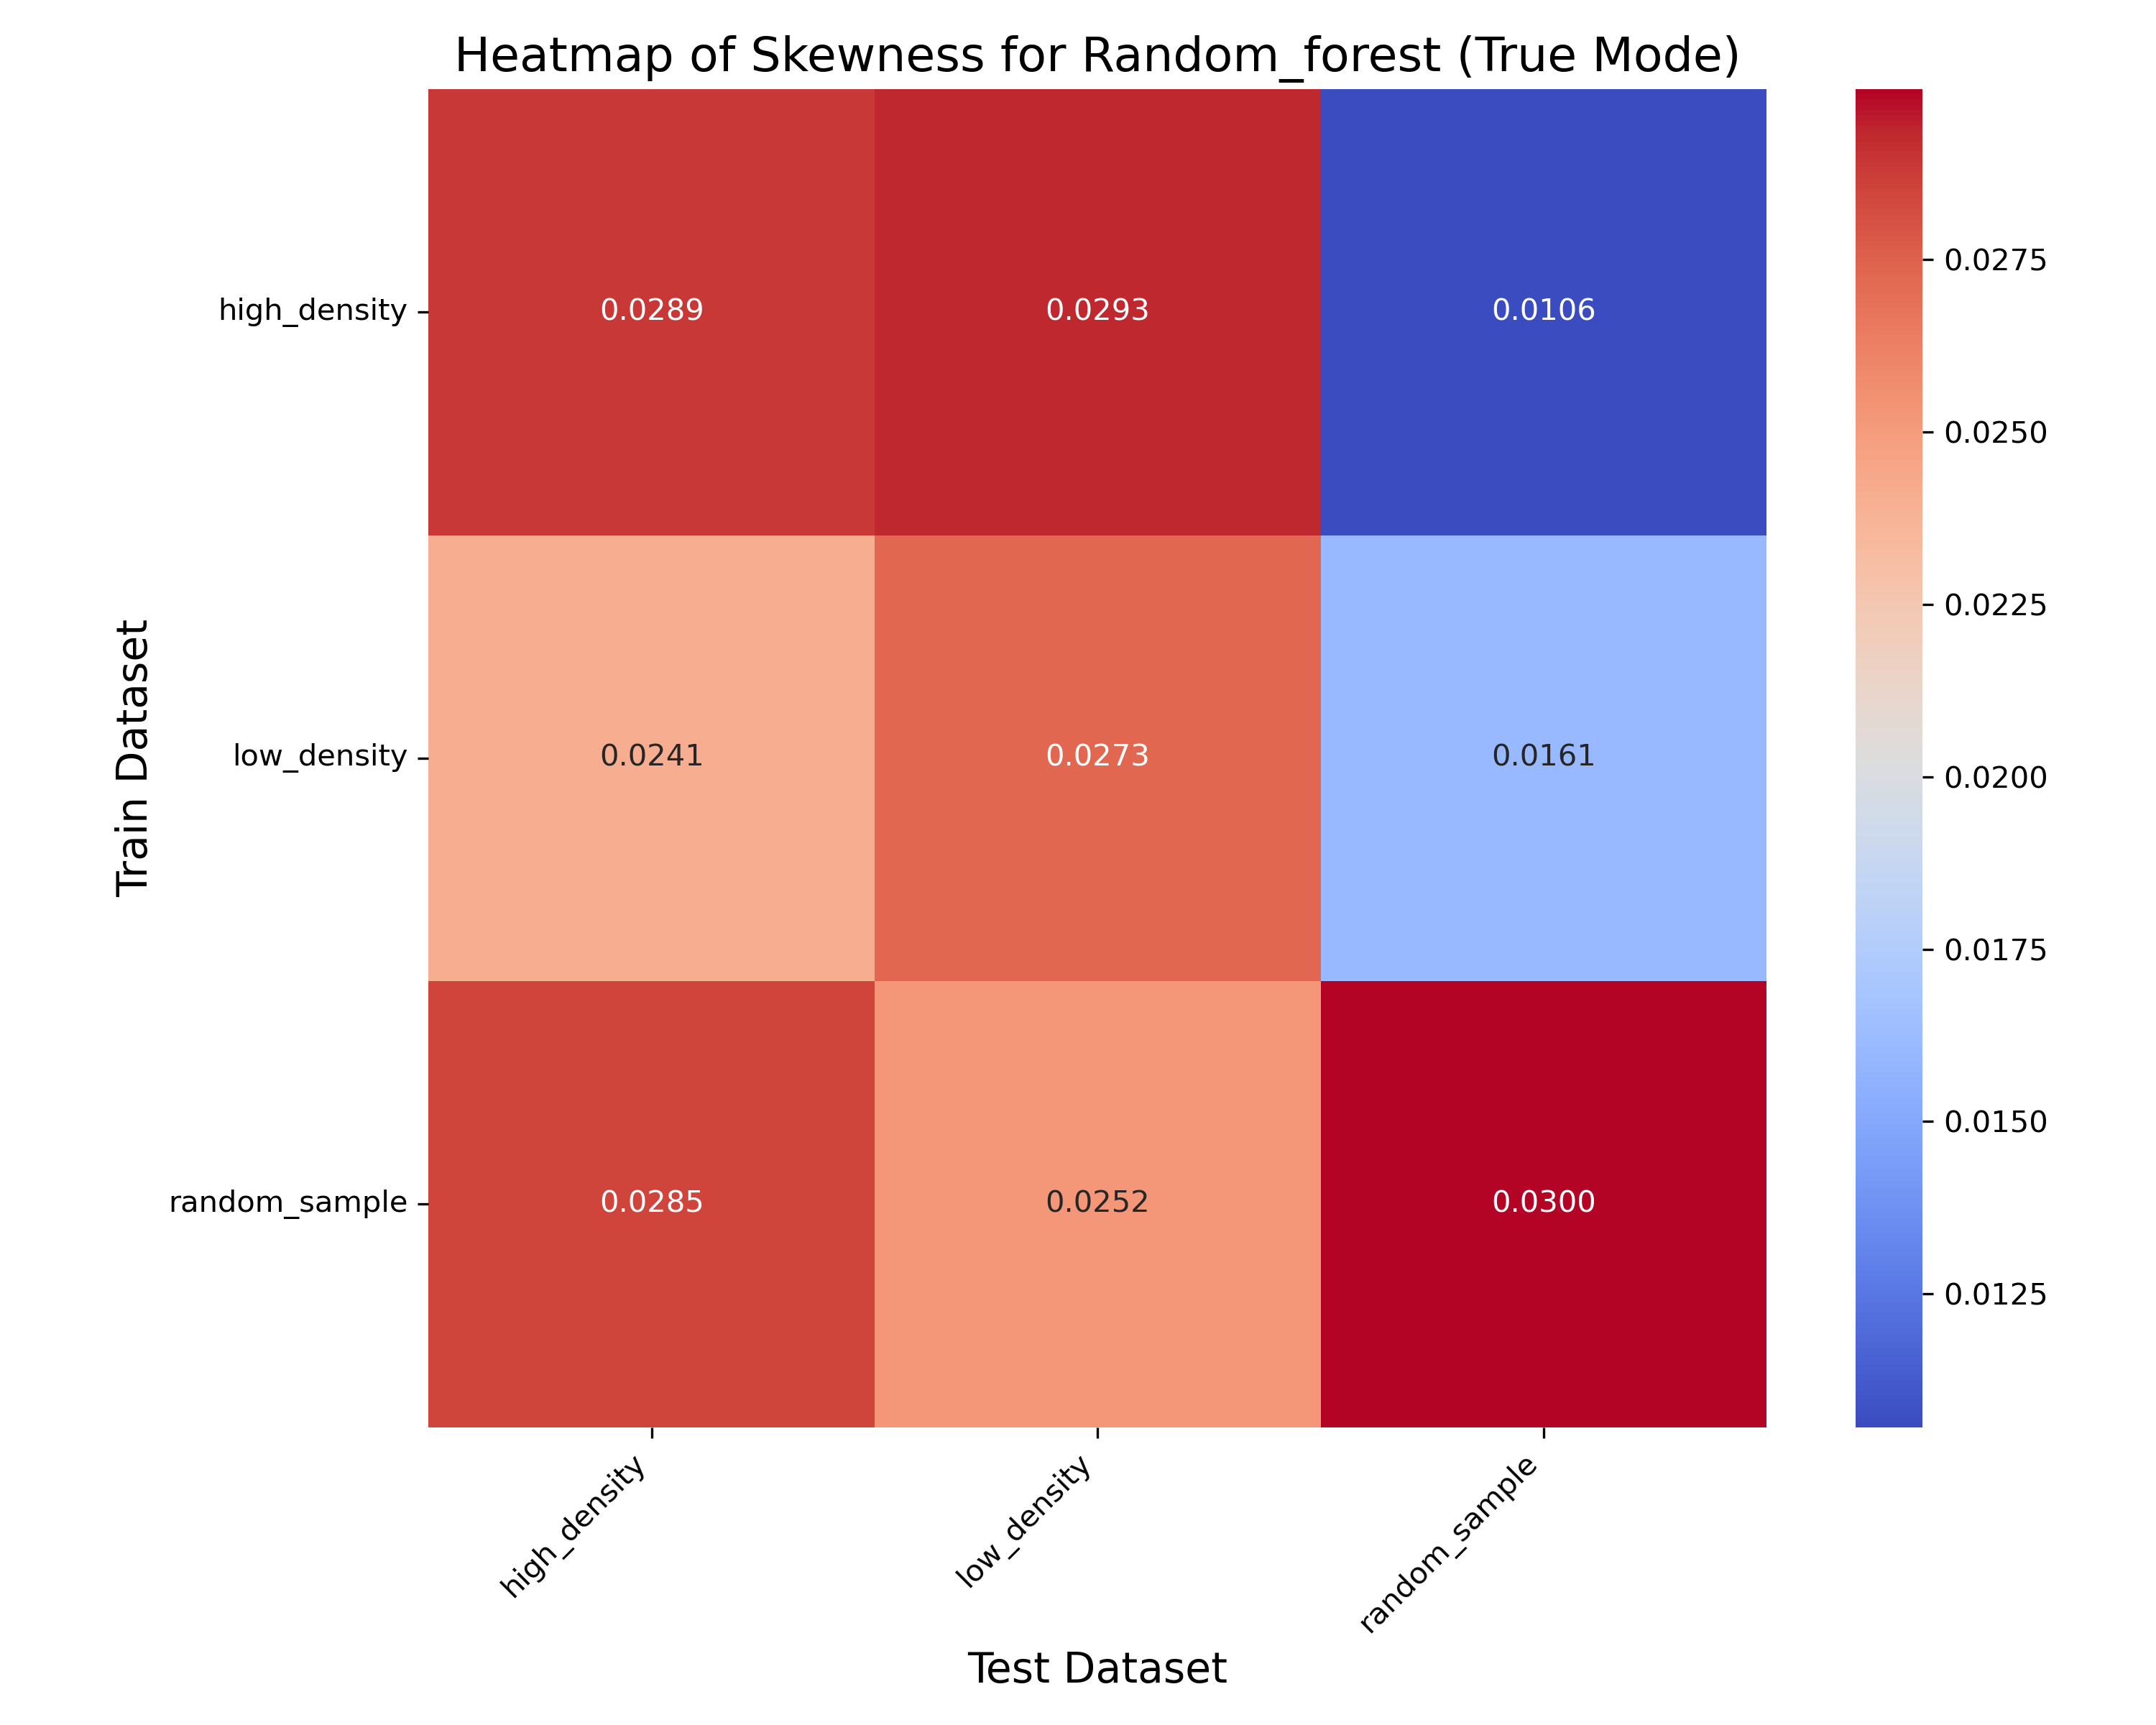 Heatmap of Skewness for Random_forest (True Mode)
Train Dataset
high_density
0.0289 0.0293 0.0106
low_density
0.0241 0.0273 0.0161
random_sample
0.0285 0.0252 0.0300
high_density low_density random_sample
Test Dataset
0.0275
0.0250
0.0225
0.0200
0.0175
0.0150
0.0125